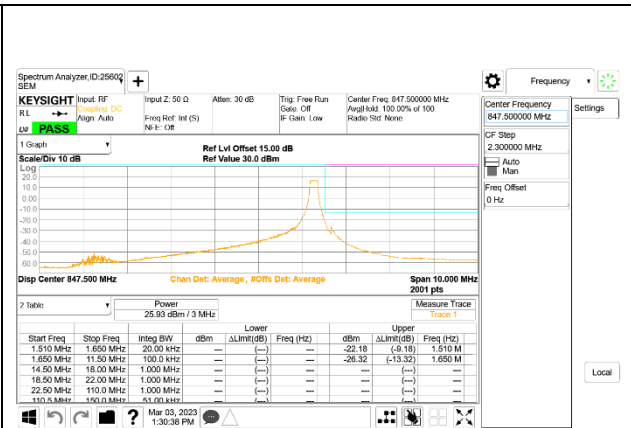 Spectrum Analyzer,ID:25602
SEM
Frequency
KEYSIGHT
Input: RF
Input Z: 50 Ω
Atten: 30 dB
Trig: Free Run
Center Freq: 847.500000 MHz
R L
Coupling: DC
Gate: Off
Avg|Hold: 100.00% of 100
Align: Auto
Freq Ref: Int (S)
IF Gain: Low
Radio Std: None
NFE: Off
PASS
Center Frequency
847.500000 MHz
Settings
CF Step
2.300000 MHz
Auto
Man
Freq Offset
0 Hz
1 Graph
Ref Lvl Offset 15.00 dB
Scale/Div 10 dB
Ref Value 30.0 dBm
Log
20.0
10.0
0.00
-10.0
-20.0
-30.0
-40.0
-50.0
-60.0
Disp Center 847.500 MHz
Chan Det: Average , #Offs Det: Average
Span 10.000 MHz
2001 pts
2 Table
Power
25.93 dBm / 3 MHz
Measure Trace
Trace 1
Lower Upper
Start Freq Stop Freq Integ BW dBm ΔLimit(dB) Freq (Hz) dBm ΔLimit(dB) Freq (Hz)
1.510 MHz 1.650 MHz 20.00 kHz --- (---) --- -22.18 (-9.18) 1.510 M
1.650 MHz 11.50 MHz 100.0 kHz --- (---) --- -26.32 (-13.32) 1.650 M
14.50 MHz 18.00 MHz 1.000 MHz --- (---) --- --- (---) ---
18.50 MHz 22.00 MHz 1.000 MHz --- (---) --- --- (---) ---
22.50 MHz 110.0 MHz 1.000 MHz --- (---) --- --- (---) ---
110.5 MHz 150.0 MHz 51.00 kHz --- (---) --- --- (---) ---
Local
?
Mar 03, 2023
1:30:38 PM